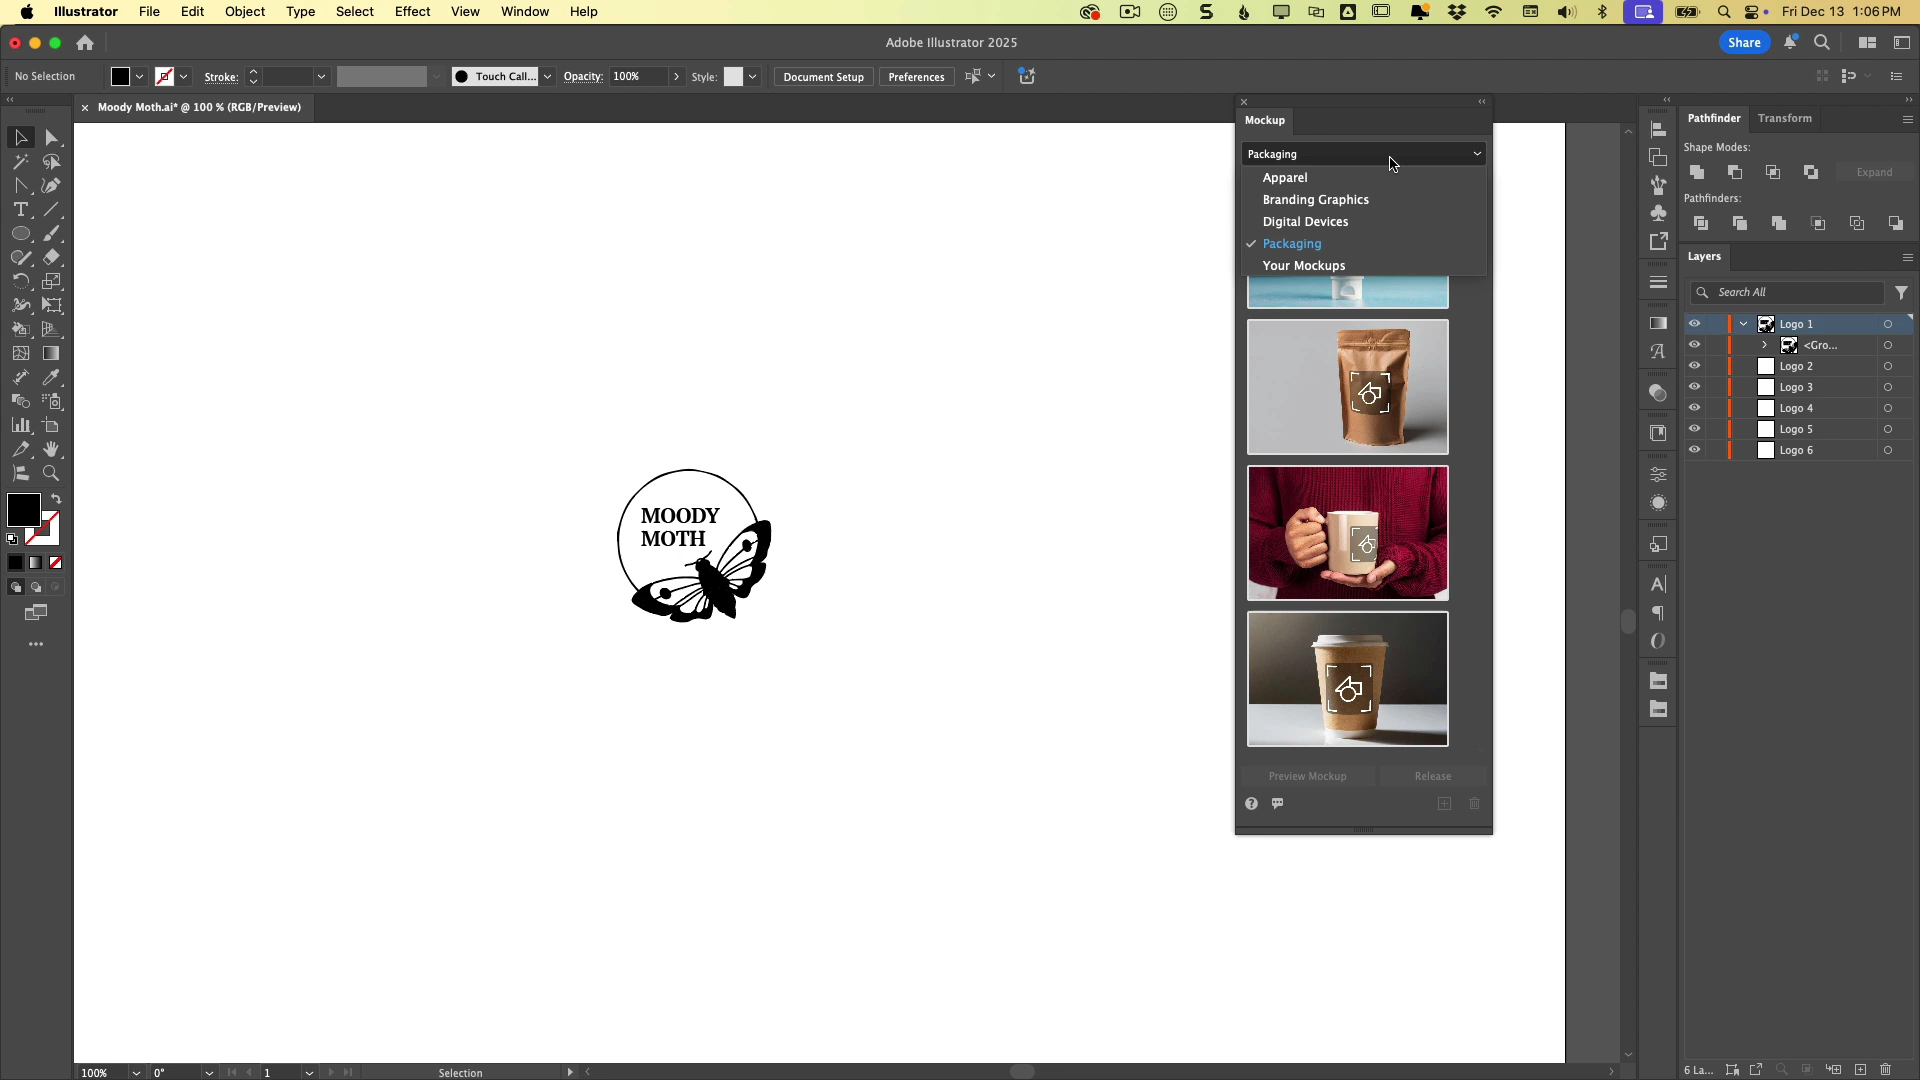 Illustrator File Edit Object Type Select Effect View Window Help
Fri Dec 13 1:06 PM
Adobe Illustrator 2025
Share
No Selection
Stroke:
Touch Call...
Opacity: 100%
Style:
Document Setup
Preferences
Moody Moth.ai* @ 100 % (RGB/Preview)
MOODY
MOTH
Mockup
Packaging
Apparel
Branding Graphics
Digital Devices
Packaging
Your Mockups
Preview Mockup
Release
Pathfinder
Transform
Shape Modes:
Expand
Pathfinders:
Layers
Search All
Logo 1
<Gro...
Logo 2
Logo 3
Logo 4
Logo 5
Logo 6
6 La...
100%
0°
1
Selection